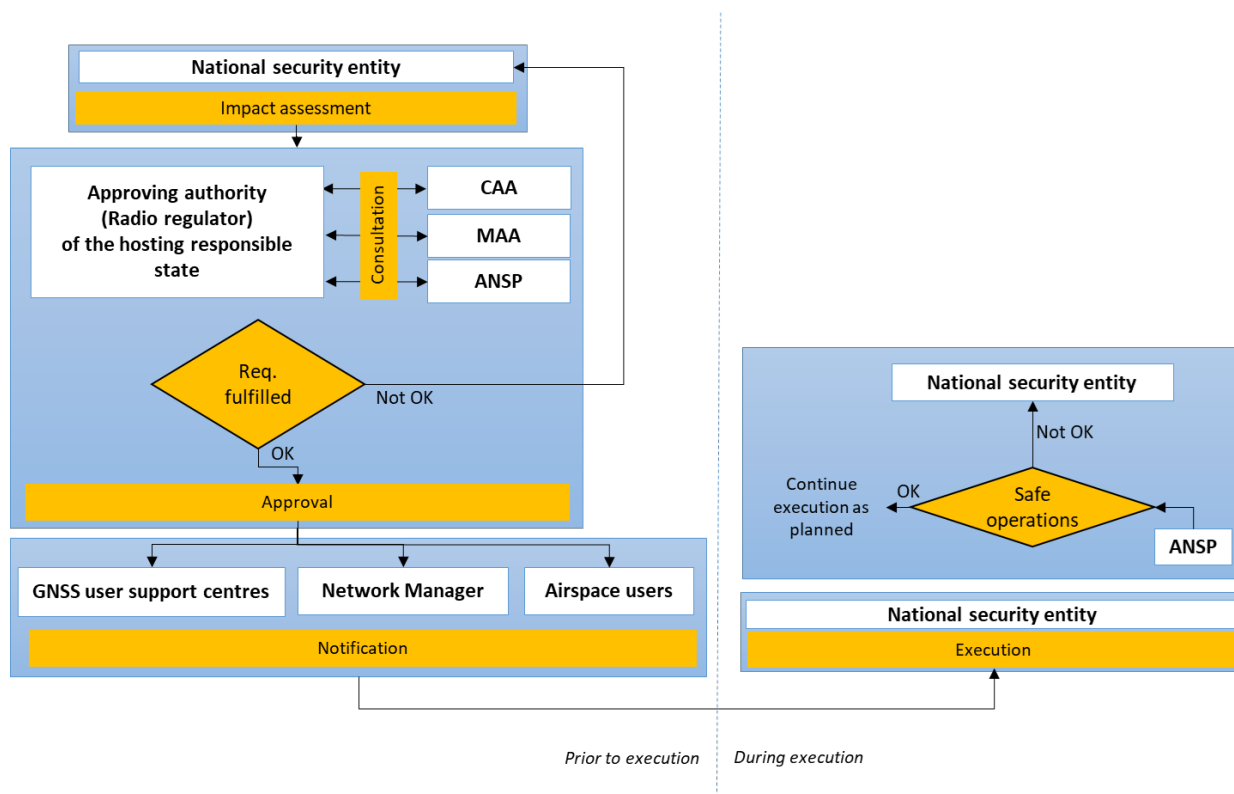 National security entity
Impact assessment
Approving authority
(Radio regulator)
of the hosting responsible
state
Consultation
CAA
MAA
ANSP
Req.
fulfilled
Not OK
OK
Approval
GNSS user support centres
Network Manager
Airspace users
Notification
National security entity
Not OK
Safe
operations
OK
Continue
execution as
planned
ANSP
National security entity
Execution
Prior to execution
During execution